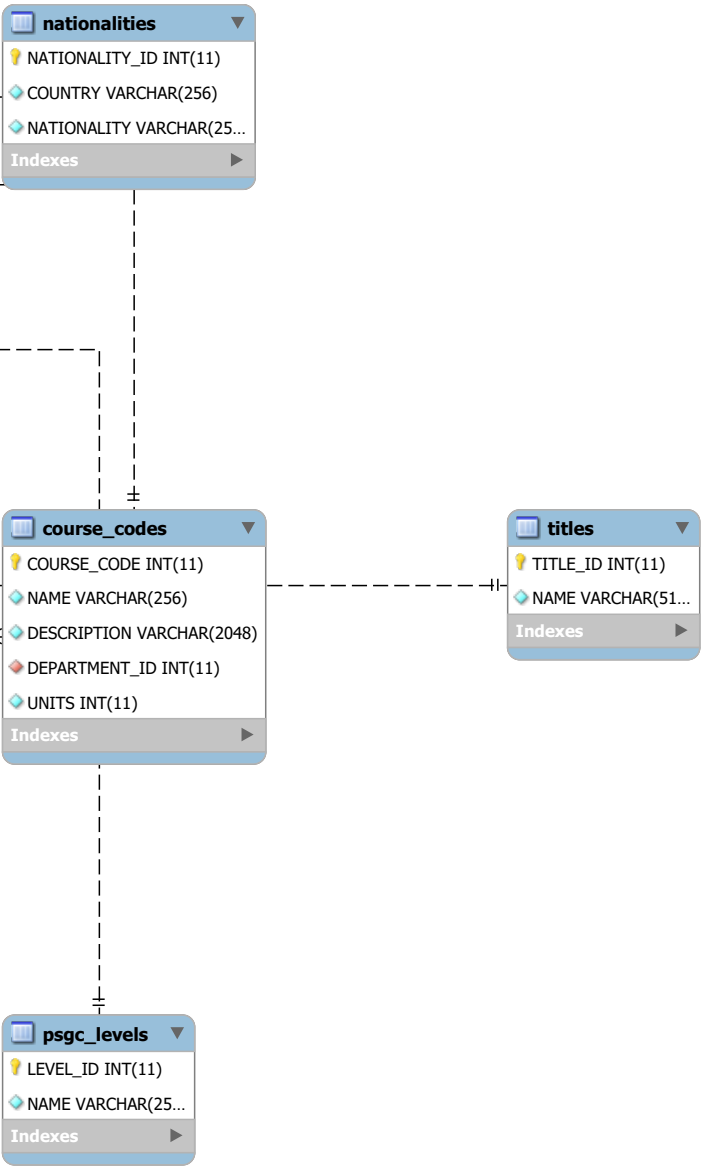 nationalities
NATIONALITY_ID INT(11)
COUNTRY VARCHAR(256)
NATIONALITY VARCHAR(25...
Indexes
course_codes
COURSE_CODE INT(11)
NAME VARCHAR(256)
DESCRIPTION VARCHAR(2048)
DEPARTMENT_ID INT(11)
UNITS INT(11)
Indexes
titles
TITLE_ID INT(11)
NAME VARCHAR(51...
Indexes
psgc_levels
LEVEL_ID INT(11)
NAME VARCHAR(25...
Indexes